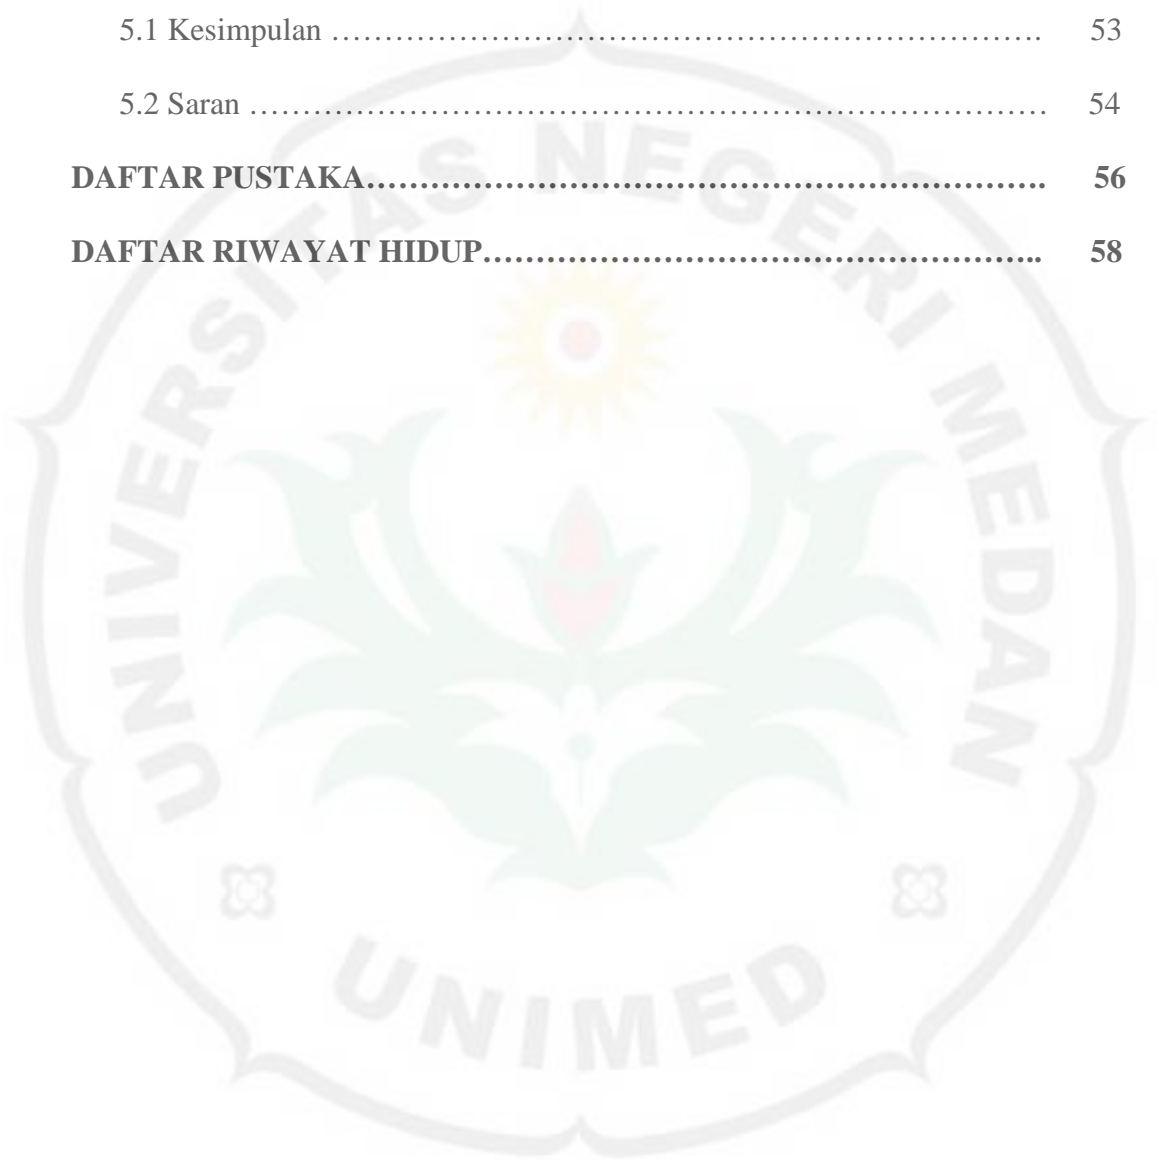 5.1 Kesimpulan …………………………………………………………. 53
5.2 Saran ………………………………………………………………… 54
DAFTAR PUSTAKA………………………………………………………. 56
DAFTAR RIWAYAT HIDUP…………………………………………….. 58
UNIVERSITAS NEGERI MEDAN
UNIMED